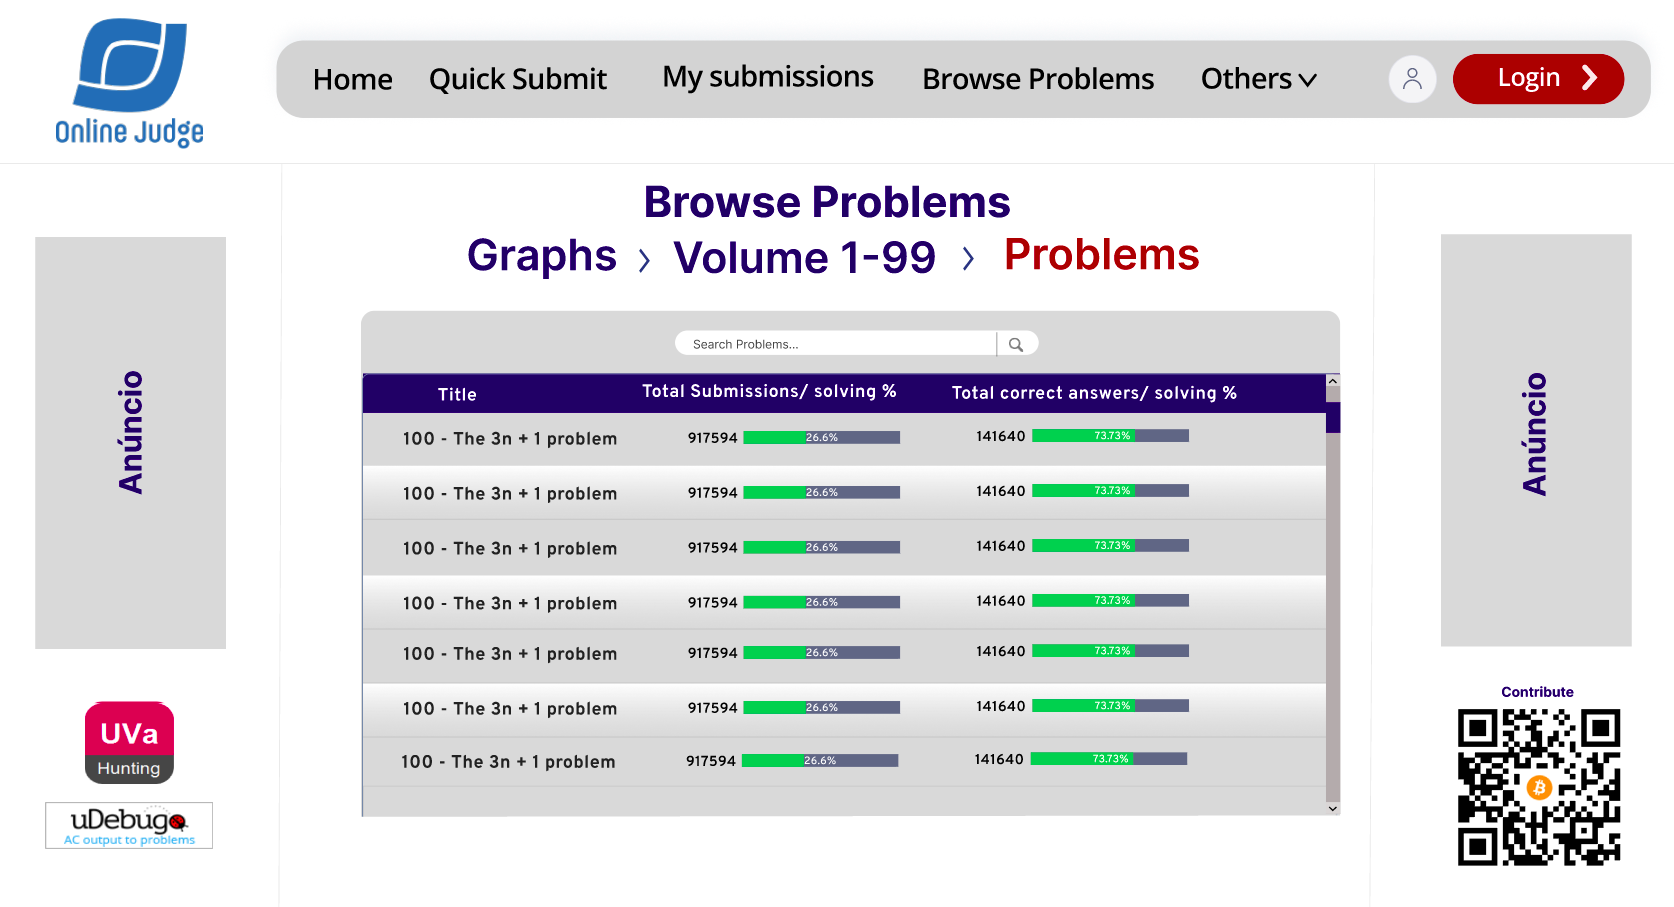 Online Judge
Home Quick Submit My submissions Browse Problems Others Login
Browse Problems
Graphs > Volume 1-99 > Problems
Anúncio
Search Problems...
Title Total Submissions/ solving % Total correct answers/ solving %
100 - The 3n + 1 problem 917594 26.6% 141640 73.73%
100 - The 3n + 1 problem 917594 26.6% 141640 73.73%
100 - The 3n + 1 problem 917594 26.6% 141640 73.73%
100 - The 3n + 1 problem 917594 26.6% 141640 73.73%
100 - The 3n + 1 problem 917594 26.6% 141640 73.73%
100 - The 3n + 1 problem 917594 26.6% 141640 73.73%
100 - The 3n + 1 problem 917594 26.6% 141640 73.73%
Anúncio
UVa
Hunting
uDebug
AC output to problems
Contribute